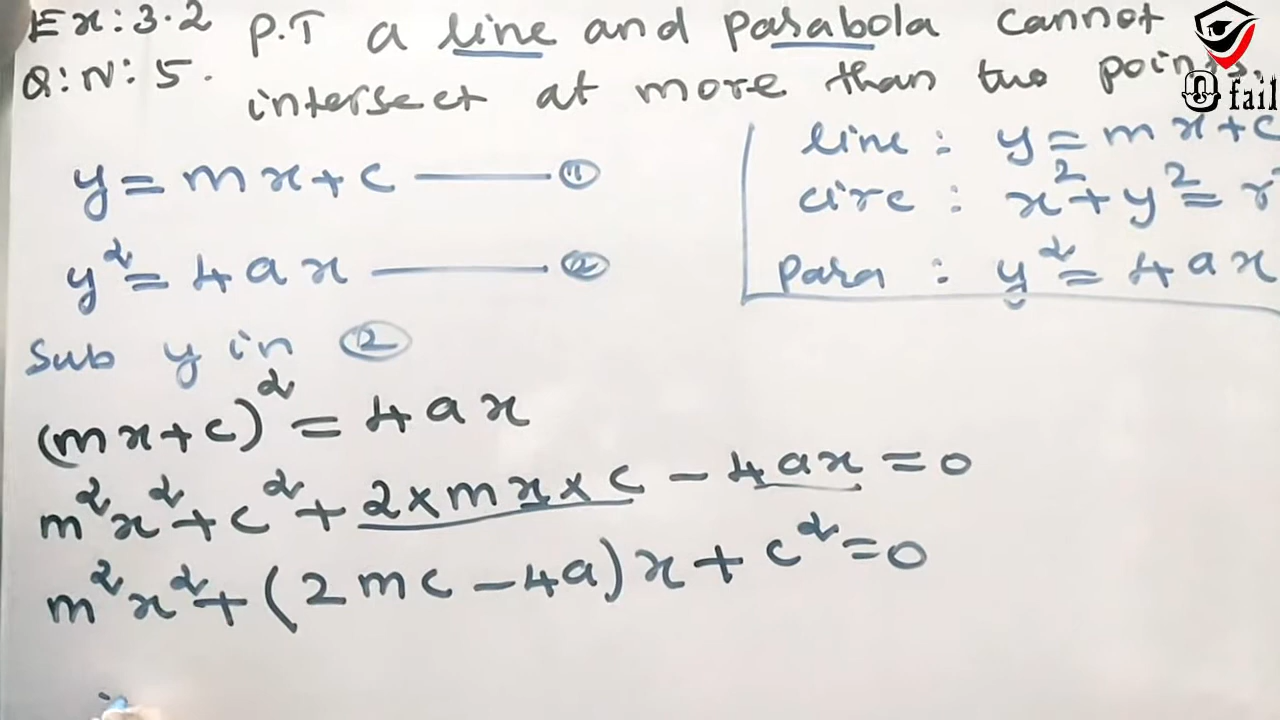 Ex: 3.2 P.T a line and parabola cannot
Q:N: 5. intersect at more than two points.
0 fail
line : y = mx + c
circ : x² + y² = r
para : y² = 4ax
y = mx + c —— ①
y² = 4ax —— ②
Sub y in ②
(mx+c)² = 4ax
m²x² + c² + 2×mx×c - 4ax = 0
m²x² + (2mc - 4a)x + c² = 0